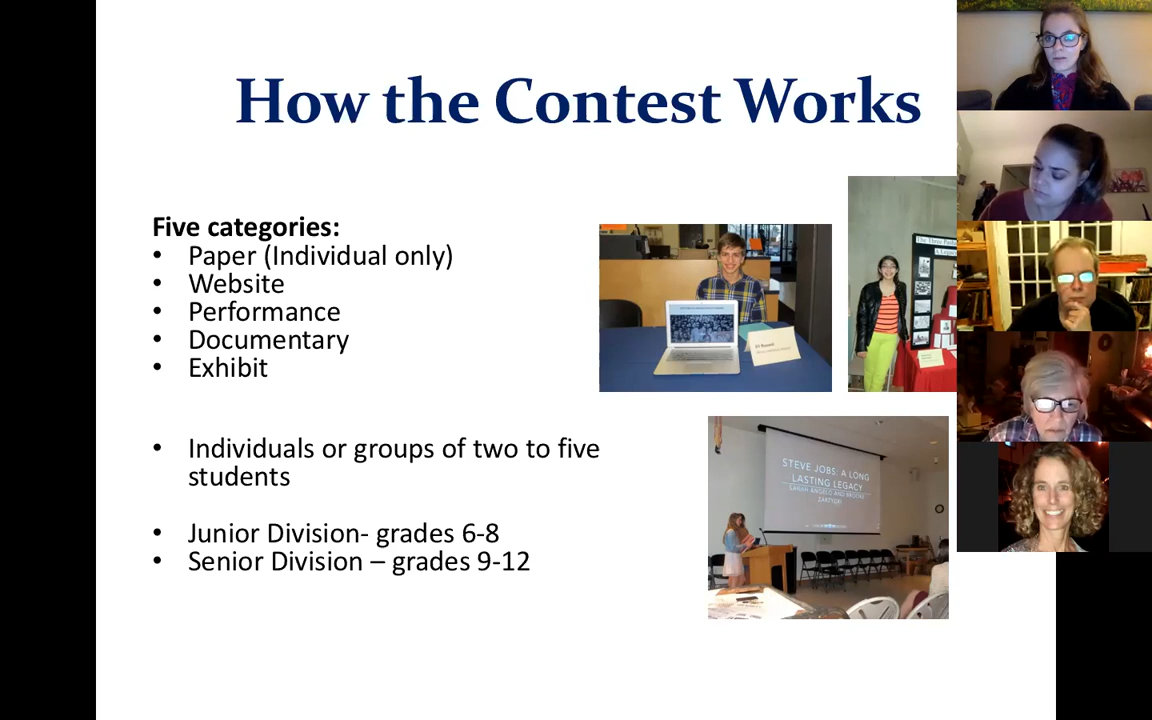 How the Contest Works
Five categories:
• Paper (Individual only)
• Website
• Performance
• Documentary
• Exhibit
• Individuals or groups of two to five
students
• Junior Division- grades 6-8
• Senior Division – grades 9-12
STEVE JOBS: A LONG
LASTING LEGACY